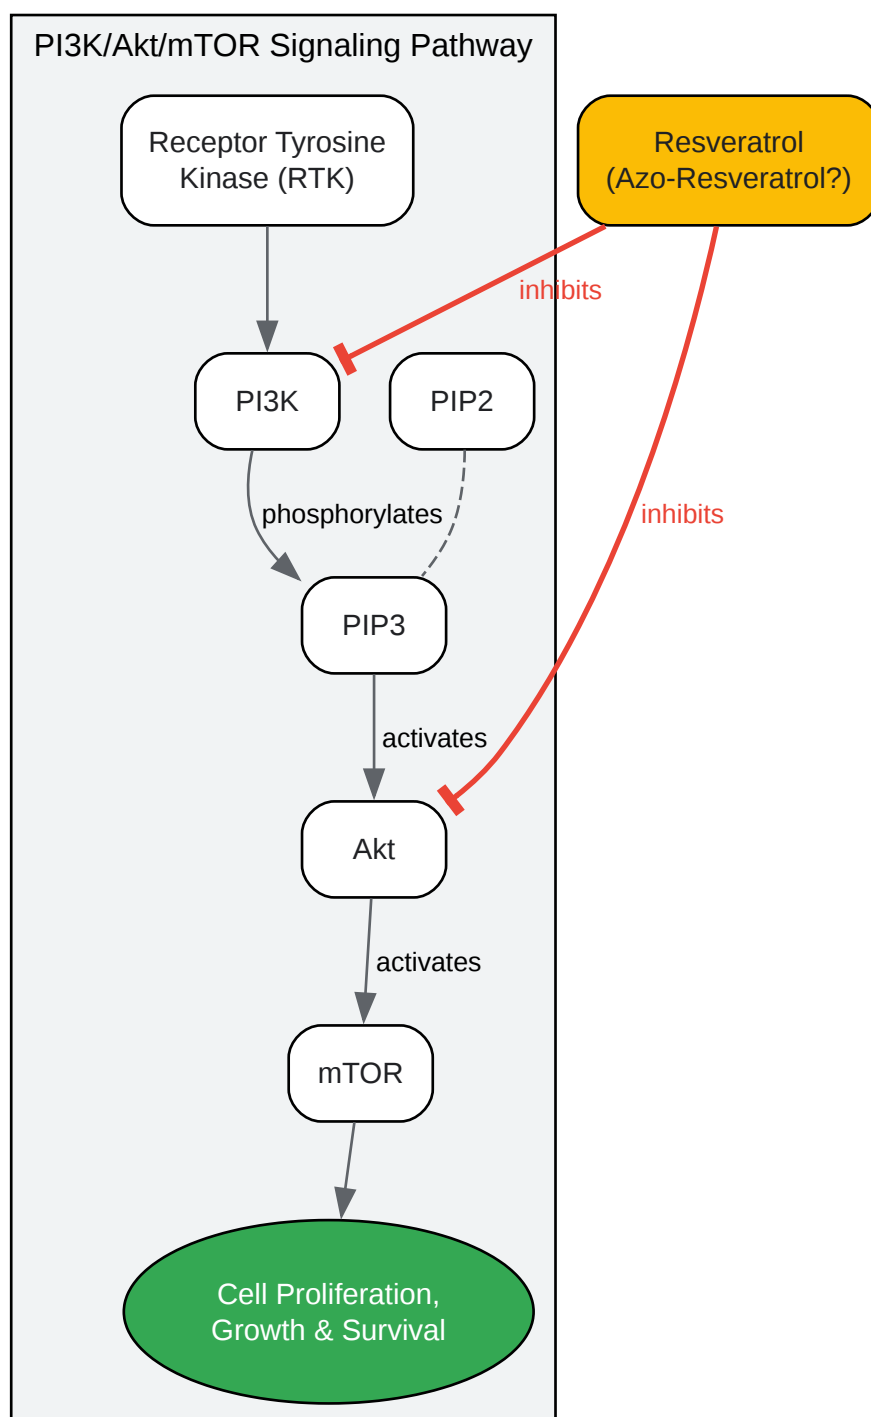 PI3K/Akt/mTOR Signaling Pathway
Receptor Tyrosine
Kinase (RTK)
Resveratrol
(Azo-Resveratrol?)
inhibits
PI3K
PIP2
phosphorylates
inhibits
PIP3
activates
Akt
activates
mTOR
Cell Proliferation,
Growth & Survival